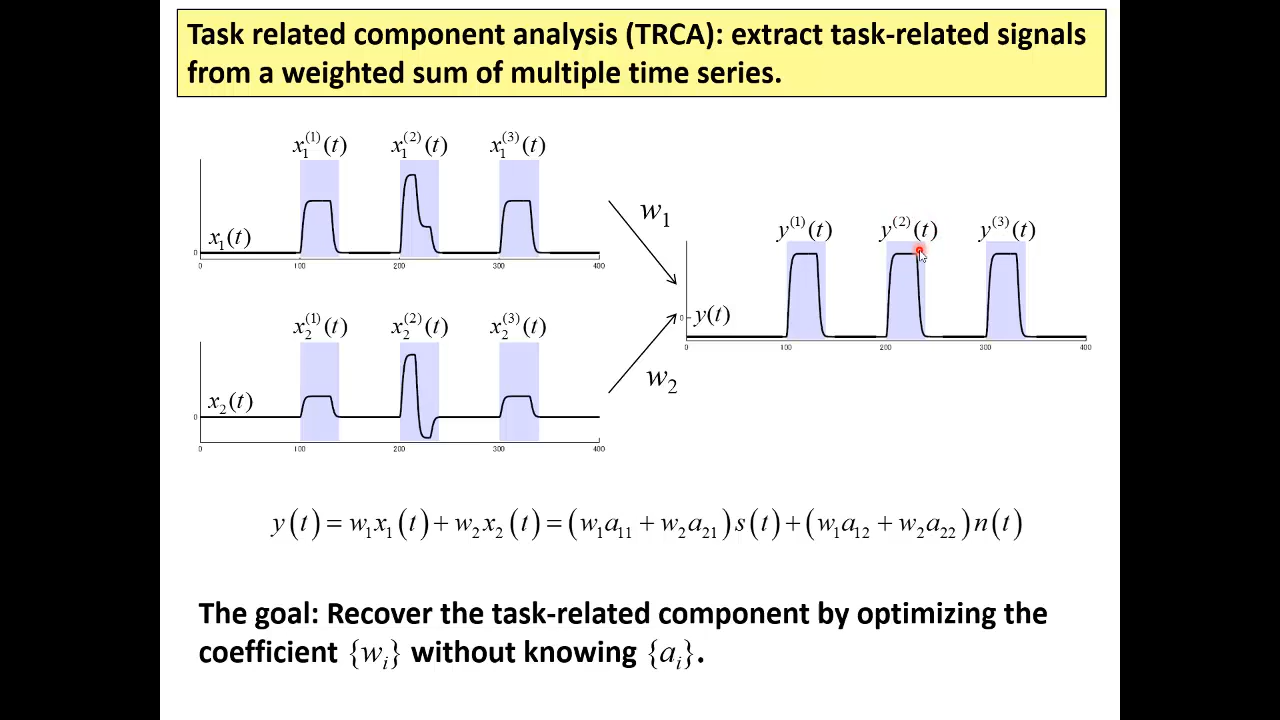 Task related component analysis (TRCA): extract task-related signals
from a weighted sum of multiple time series.
x₁⁽¹⁾(t) x₁⁽²⁾(t) x₁⁽³⁾(t)
x₁(t)
0
0 100 200 300 400
w₁
y⁽¹⁾(t) y⁽²⁾(t) y⁽³⁾(t)
0 y(t)
0 100 200 300 400
x₂⁽¹⁾(t) x₂⁽²⁾(t) x₂⁽³⁾(t)
w₂
x₂(t)
0
0 100 200 300 400
y(t) = w₁x₁(t) + w₂x₂(t) = (w₁a₁₁ + w₂a₂₁)s(t) + (w₁a₁₂ + w₂a₂₂)n(t)
The goal: Recover the task-related component by optimizing the
coefficient {wᵢ} without knowing {aᵢ}.